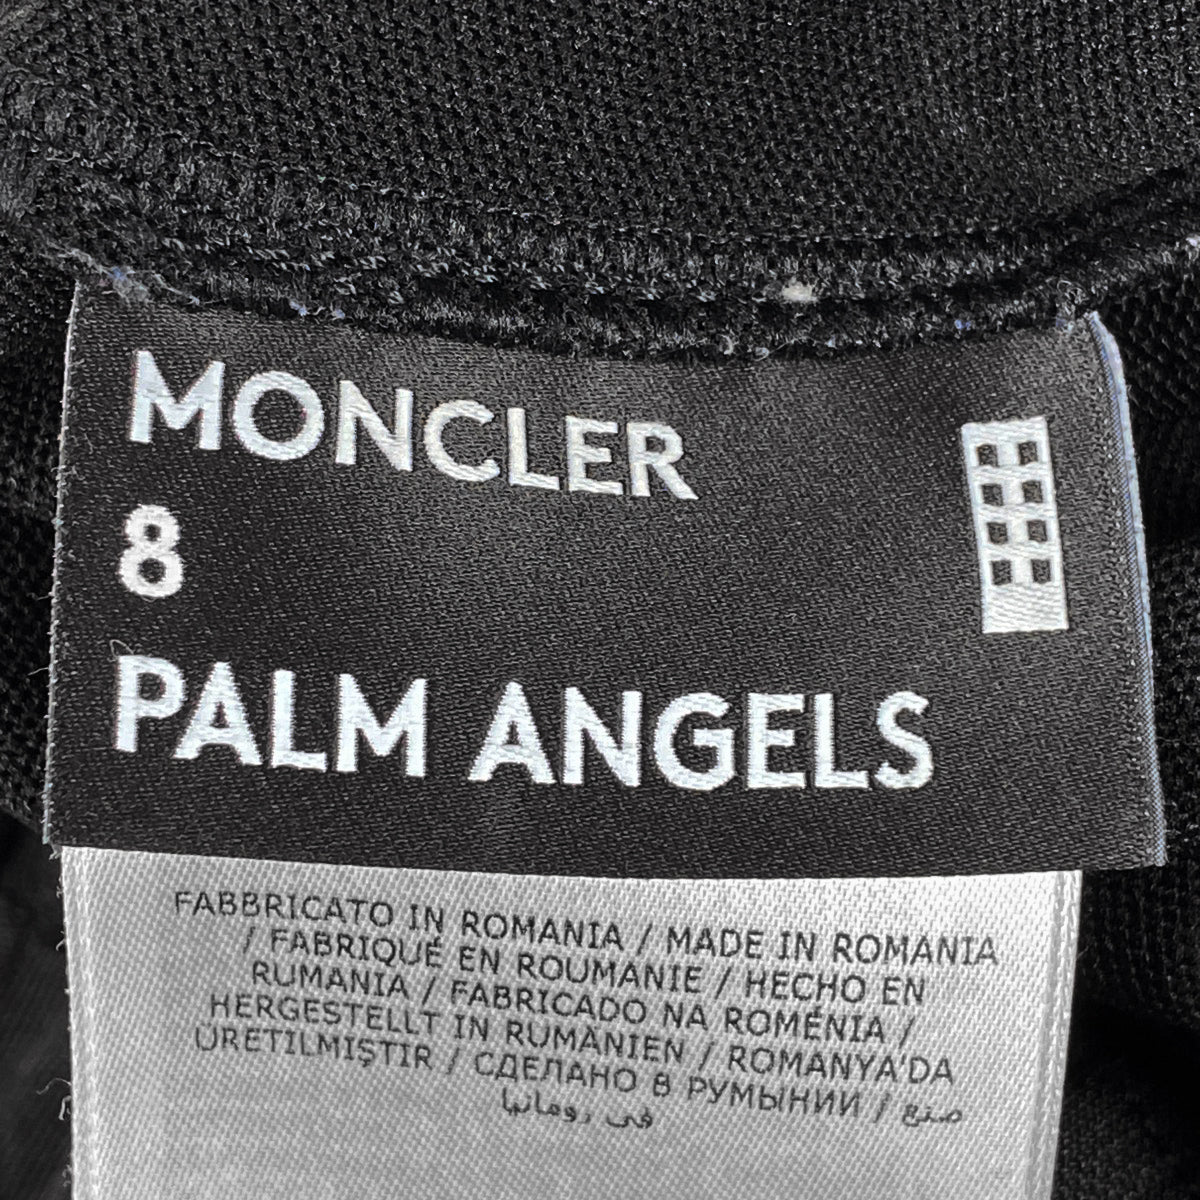 MONCLER
8
PALM ANGELS
FABBRICATO IN ROMANIA / MADE IN ROMANIA
/ FABRIQUÉ EN ROUMANIE / HECHO EN
RUMANIA / FABRICADO NA ROMÉNIA /
HERGESTELLT IN RUMÄNIEN / ROMANYA'DA
ÜRETILMIŞTIR / СДЕЛАНО В РУМЫНИИ / صنع
في رومانيا